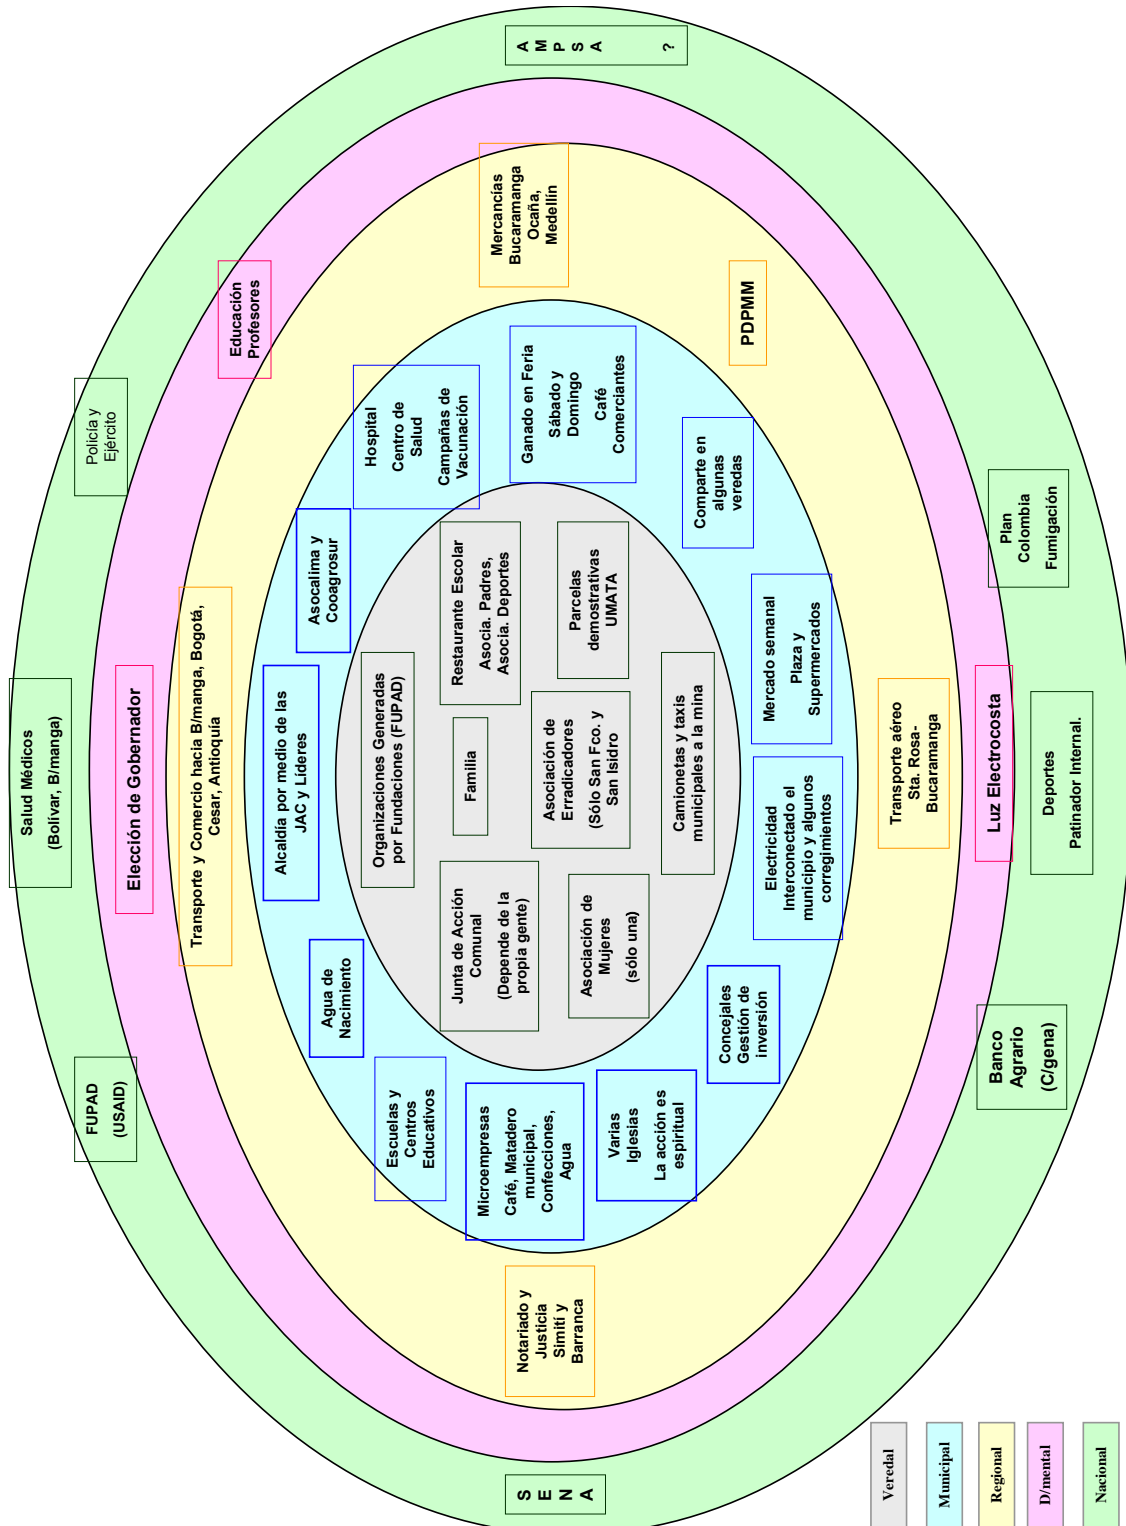 Salud Médicos
(Bolívar, B/manga)
FUPAD
(USAID)
Policía y
Ejército
Elección de Gobernador
Educación
Profesores
Transporte y Comercio hacia B/manga, Bogotá,
Cesar, Antioquia
Alcaldía por medio de las
JAC y Líderes
Agua de
Nacimiento
Asocalima y
Cooagrosur
Escuelas y
Centros
Educativos
Hospital
Centro de
Salud
Campañas de
Vacunación
Organizaciones Generadas
por Fundaciones (FUPAD)
S
E
N
A
Notariado y
Justicia
Simití y
Barranca
Microempresas
Café, Matadero
municipal,
Confecciones,
Agua
Junta de Acción
Comunal
(Depende de la
propia gente)
Familia
Restaurante Escolar
Asocia. Padres,
Asocia. Deportes
Ganado en Feria
Sábado y
Domingo
Café
Comerciantes
Mercancías
Bucaramanga
Ocaña,
Medellín
A
M
P
S
A
?
Varias
Iglesias
La acción es
espiritual
Asociación de
Mujeres
(sólo una)
Asociación de
Erradicadores
(Sólo San Fco. y
San Isidro
Parcelas
demostrativas
UMATA
Camionetas y taxis
municipales a la mina
Concejales
Gestión de
inversión
Electricidad
Interconectado el
municipio y algunos
corregimientos
Mercado semanal
Plaza y
Supermercados
Comparte en
algunas
veredas
PDPMM
Transporte aéreo
Sta. Rosa-
Bucaramanga
Luz Electrocosta
Banco
Agrario
(C/gena)
Deportes
Patinador Internal.
Plan
Colombia
Fumigación
Veredal
Municipal
Regional
D/mental
Nacional